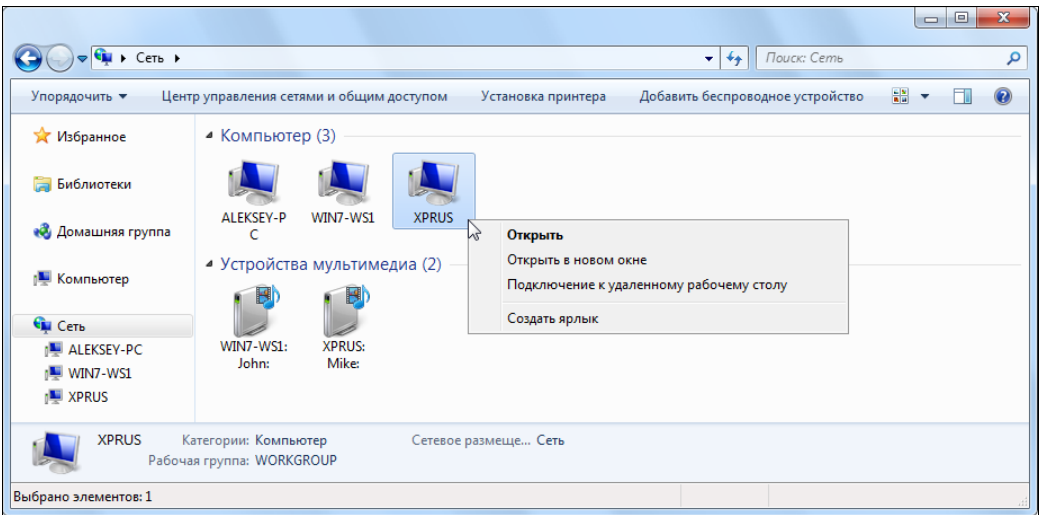 Сеть
Поиск: Сеть
Упорядочить Центр управления сетями и общим доступом Установка принтера Добавить беспроводное устройство
Избранное
Библиотеки
Домашняя группа
Компьютер
Сеть
ALEKSEY-PC
WIN7-WS1
XPRUS
Компьютер (3)
ALEKSEY-P
C
WIN7-WS1
XPRUS
Открыть
Открыть в новом окне
Подключение к удаленному рабочему столу
Создать ярлык
Устройства мультимедиа (2)
WIN7-WS1:
John:
XPRUS:
Mike:
XPRUS Категории: Компьютер Сетевое размеще... Сеть
Рабочая группа: WORKGROUP
Выбрано элементов: 1